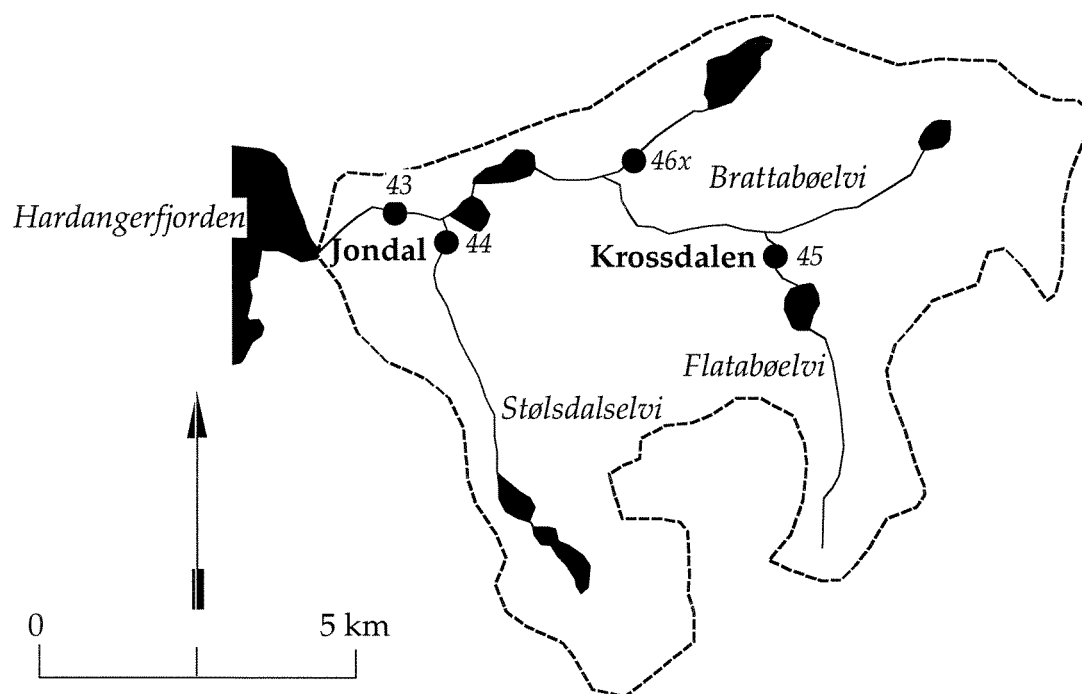 46x
Brattabøelvi
43
Hardangerfjorden
Jondal
44
Krossdalen
45
Flatabøelvi
Stølsdalselvi
0
5 km